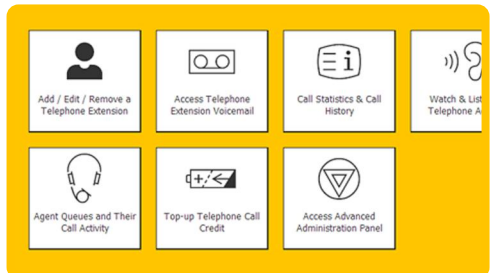 Add / Edit / Remove a
Telephone Extension
Access Telephone
Extension Voicemail
Call Statistics & Call
History
Watch &
Telephone
Agent Queues and Their
Call Activity
Top-up Telephone Call
Credit
Access Advanced
Administration Panel